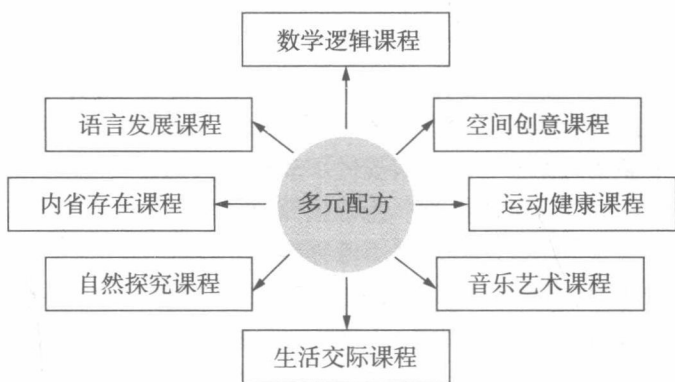 数学逻辑课程
语言发展课程
空间创意课程
内省存在课程
多元配方
运动健康课程
自然探究课程
音乐艺术课程
生活交际课程